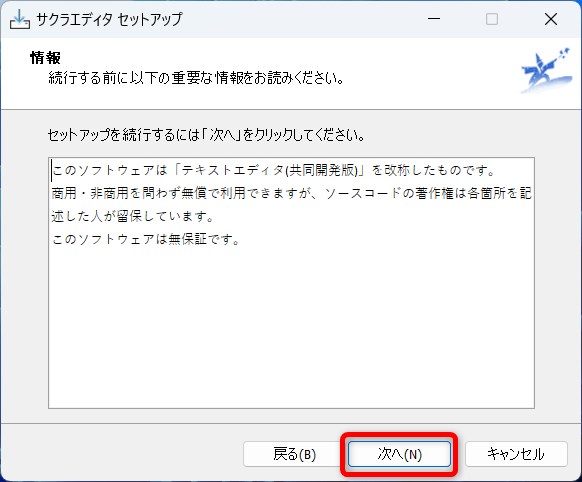 サクラエディタ セットアップ
情報
続行する前に以下の重要な情報をお読みください。
セットアップを続行するには「次へ」をクリックしてください。
このソフトウェアは「テキストエディタ(共同開発版)」を改称したものです。
商用・非商用を問わず無償で利用できますが、ソースコードの著作権は各箇所を記
述した人が留保しています。
このソフトウェアは無保証です。
戻る(B)
次へ(N)
キャンセル